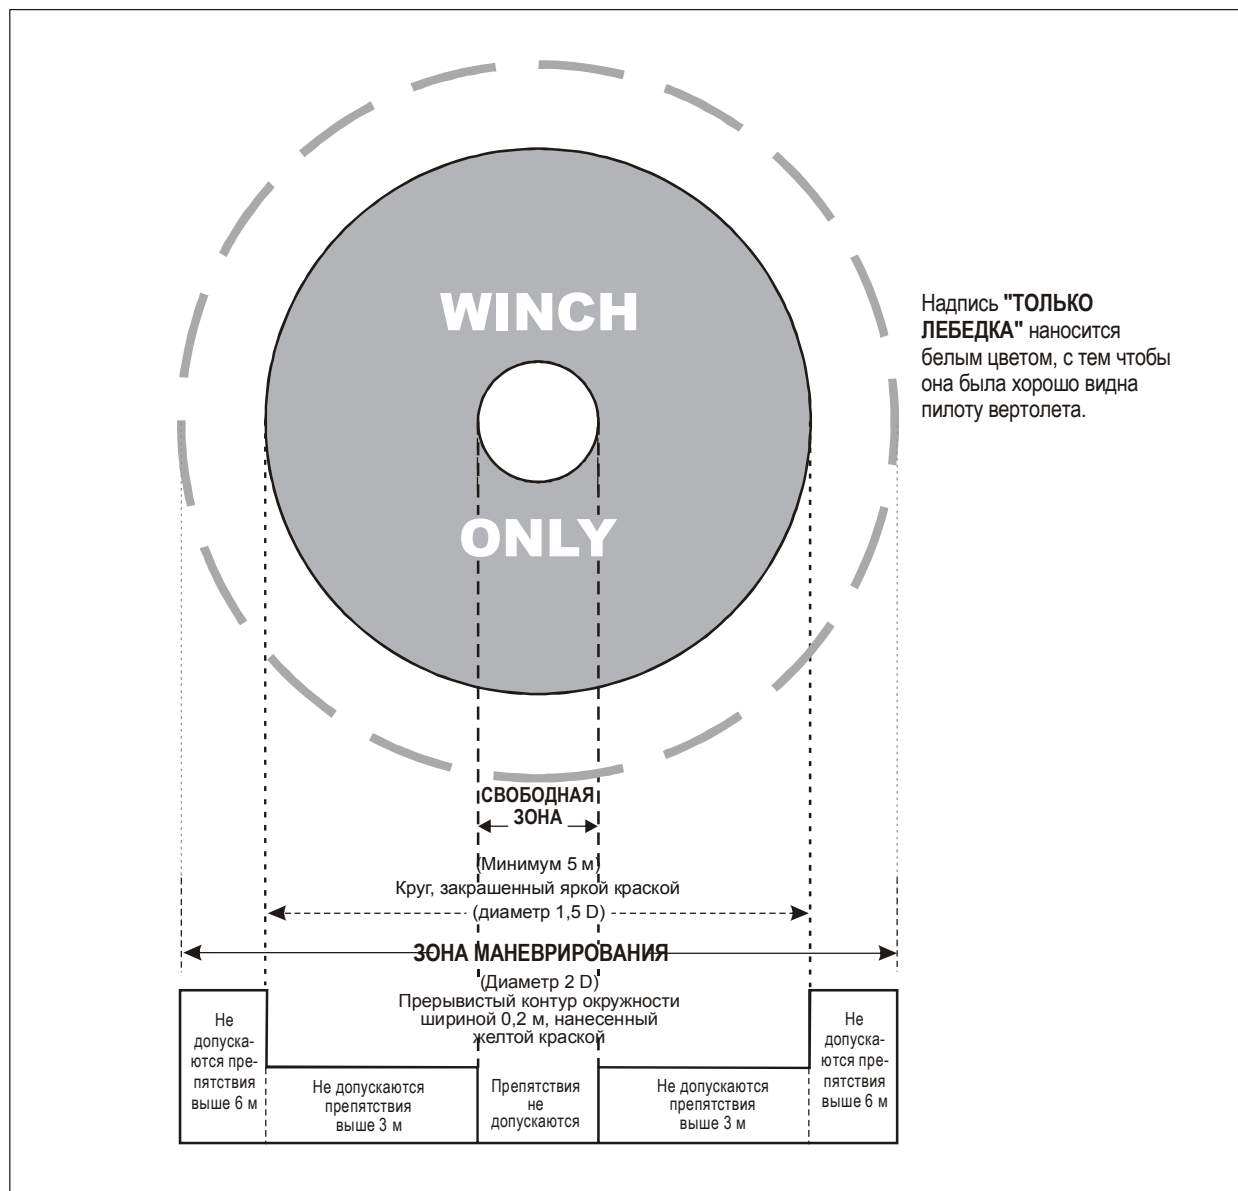 WINCH
ONLY
Надпись "ТОЛЬКО
ЛЕБЕДКА" наносится
белым цветом, с тем чтобы
она была хорошо видна
пилоту вертолета.
СВОБОДНАЯ
ЗОНА
(Минимум 5 м)
Круг, закрашенный яркой краской
(диаметр 1,5 D)
ЗОНА МАНЕВРИРОВАНИЯ
(Диаметр 2 D)
Прерывистый контур окружности
шириной 0,2 м, нанесенный
желтой краской
Не
допуска-
ются пре-
пятствия
выше 6 м
Не допускаются
препятствия
выше 3 м
Препятствия
не
допускаются
Не допускаются
препятствия
выше 3 м
Не
допуска-
ются пре-
пятствия
выше 6 м